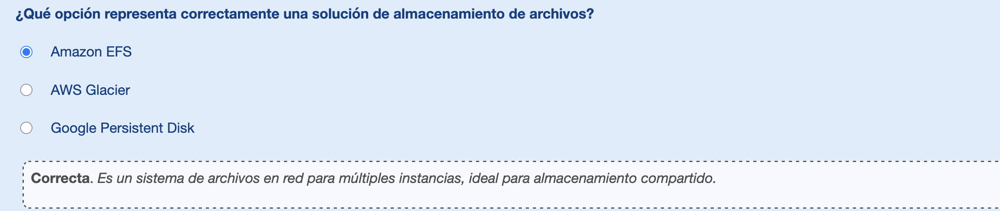 ¿Qué opción representa correctamente una solución de almacenamiento de archivos?
Amazon EFS
AWS Glacier
Google Persistent Disk
Correcta. Es un sistema de archivos en red para múltiples instancias, ideal para almacenamiento compartido.